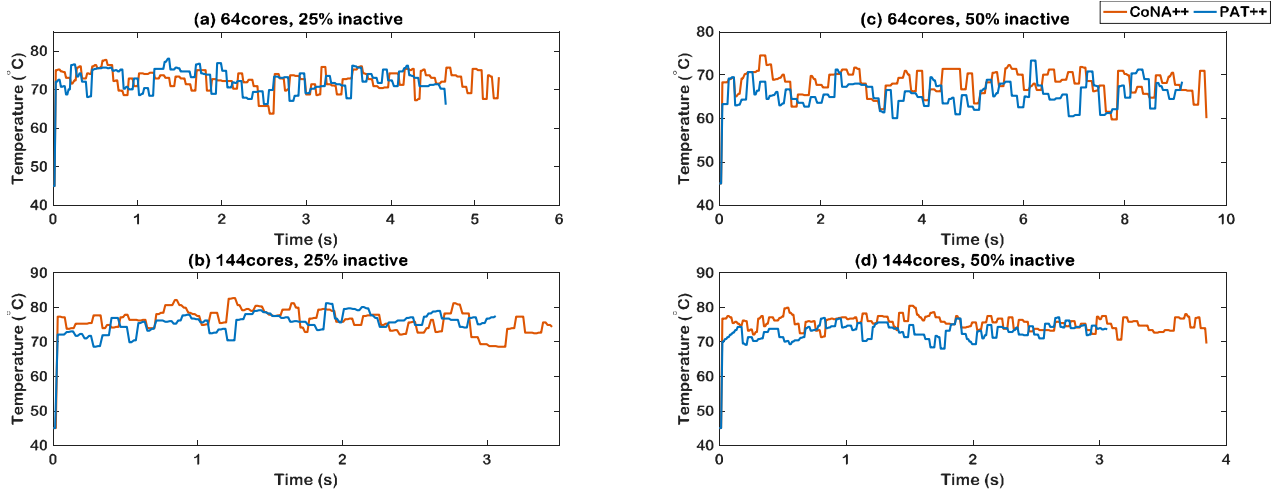 (a) 64cores, 25% inactive
Temperature (°C)
80
70
60
50
40
0 1 2 3 4 5 6
Time (s)
(b) 144cores, 25% inactive
Temperature (°C)
90
80
70
60
50
40
0 1 2 3
Time (s)
(c) 64cores, 50% inactive
CoNA++ PAT++
Temperature (°C)
80
70
60
50
40
0 2 4 6 8 10
Time (s)
(d) 144cores, 50% inactive
Temperature (°C)
90
80
70
60
50
40
0 1 2 3 4
Time (s)